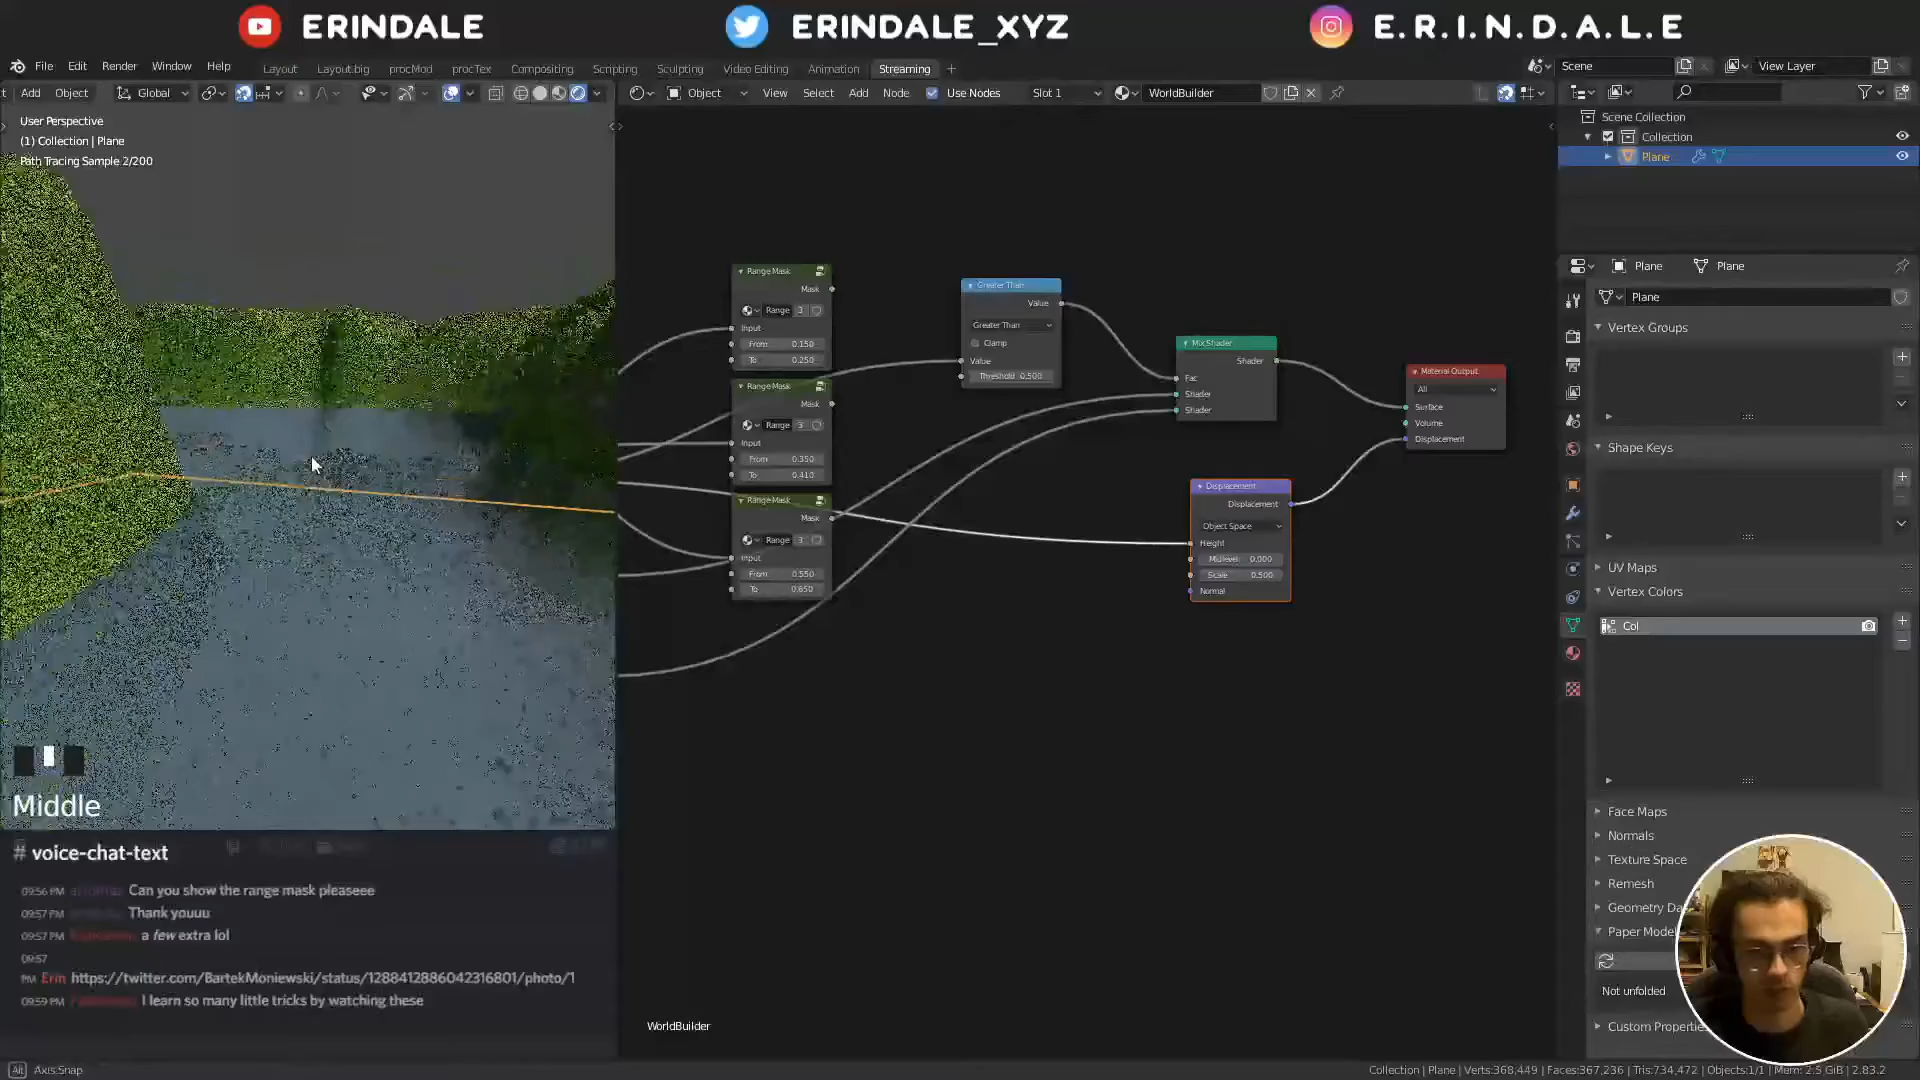 ERINDALE
ERINDALE_XYZ
E.R.I.N.D.A.L.E
File Edit Render Window Help
Layout Layout.big procMod procTex Compositing Scripting Sculpting Video Editing Animation Streaming +
Scene
View Layer
Add Object Global
Object View Select Add Node Use Nodes Slot 1 WorldBuilder
User Perspective
(1) Collection | Plane
Path Tracing Sample 2/200
Scene Collection
Collection
Plane
Range Mask
Mask
Range 3
Input
From 0.150
To 0.250
Range Mask
Mask
Range 3
Input
From 0.350
To 0.410
Range Mask
Mask
Range 3
Input
From 0.550
To 0.650
Greater Than
Value
Greater Than
Clamp
Value
Threshold 0.500
Mix Shader
Shader
Fac
Shader
Shader
Material Output
All
Surface
Volume
Displacement
Displacement
Displacement
Object Space
Height
Midlevel 0.000
Scale 0.500
Normal
Plane Plane
Plane
Vertex Groups
Shape Keys
UV Maps
Vertex Colors
Col
Face Maps
Normals
Texture Space
Remesh
Geometry Da
Paper Model
Not unfolded
Custom Propertie
Middle
# voice-chat-text
09:56 PM Can you show the range mask pleaseee
09:57 PM Thank youuu
09:57 PM a few extra lol
09:57
PM Erin https://twitter.com/BartekMoniewski/status/1288412886042316801/photo/1
09:59 PM I learn so many little tricks by watching these
WorldBuilder
Alt Axis Snap
Collection | Plane | Verts:368,449 | Faces:367,236 | Tris:734,472 | Objects:1/1 | Mem: 2.5 GiB | 2.83.2